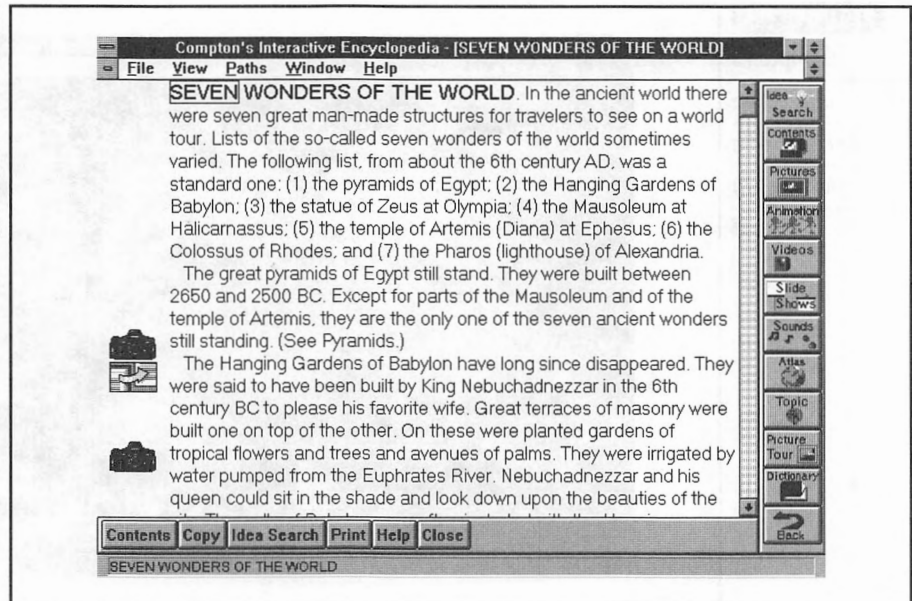 Compton's Interactive Encyclopedia - [SEVEN WONDERS OF THE WORLD]
File View Paths Window Help
SEVEN WONDERS OF THE WORLD. In the ancient world there
were seven great man-made structures for travelers to see on a world
tour. Lists of the so-called seven wonders of the world sometimes
varied. The following list, from about the 6th century AD, was a
standard one: (1) the pyramids of Egypt; (2) the Hanging Gardens of
Babylon; (3) the statue of Zeus at Olympia; (4) the Mausoleum at
Halicarnassus; (5) the temple of Artemis (Diana) at Ephesus; (6) the
Colossus of Rhodes; and (7) the Pharos (lighthouse) of Alexandria.
The great pyramids of Egypt still stand. They were built between
2650 and 2500 BC. Except for parts of the Mausoleum and of the
temple of Artemis, they are the only one of the seven ancient wonders
still standing. (See Pyramids.)
The Hanging Gardens of Babylon have long since disappeared. They
were said to have been built by King Nebuchadnezzar in the 6th
century BC to please his favorite wife. Great terraces of masonry were
built one on top of the other. On these were planted gardens of
tropical flowers and trees and avenues of palms. They were irrigated by
water pumped from the Euphrates River. Nebuchadnezzar and his
queen could sit in the shade and look down upon the beauties of the
Idea
Search
Contents
Pictures
Animation
Videos
Slide
Shows
Sounds
Atlas
Topic
Picture
Tour
Dictionary
Back
Contents Copy Idea Search Print Help Close
SEVEN WONDERS OF THE WORLD